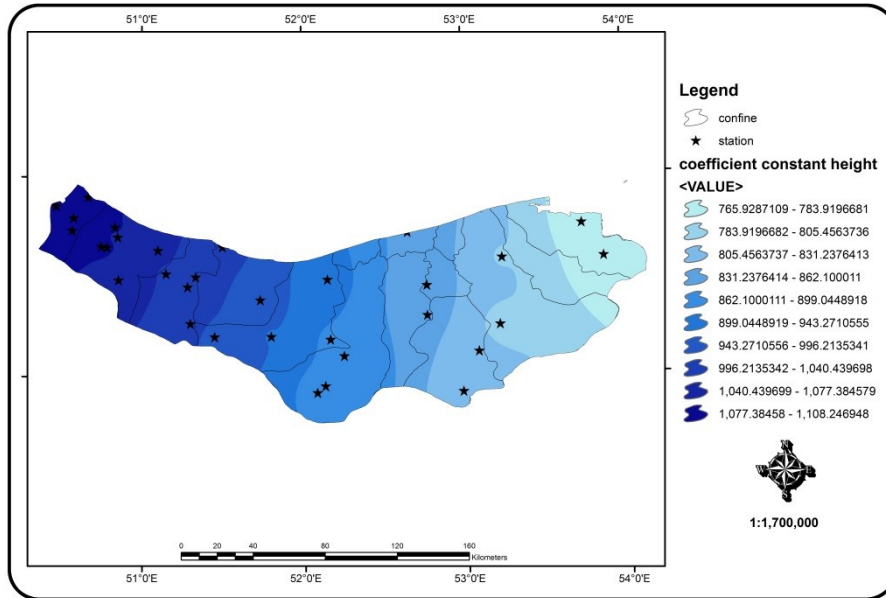 51°0'E 52°0'E 53°0'E 54°0'E
Legend
confine
station
coefficient constant height
<VALUE>
765.9287109 - 783.9196681
783.9196682 - 805.4563736
805.4563737 - 831.2376413
831.2376414 - 862.100011
862.1000111 - 899.0448918
899.0448919 - 943.2710555
943.2710556 - 996.2135341
996.2135342 - 1,040.439698
1,040.439699 - 1,077.384579
1,077.38458 - 1,108.246948
1:1,700,000
0 20 40 80 120 160
Kilometers
51°0'E 52°0'E 53°0'E 54°0'E